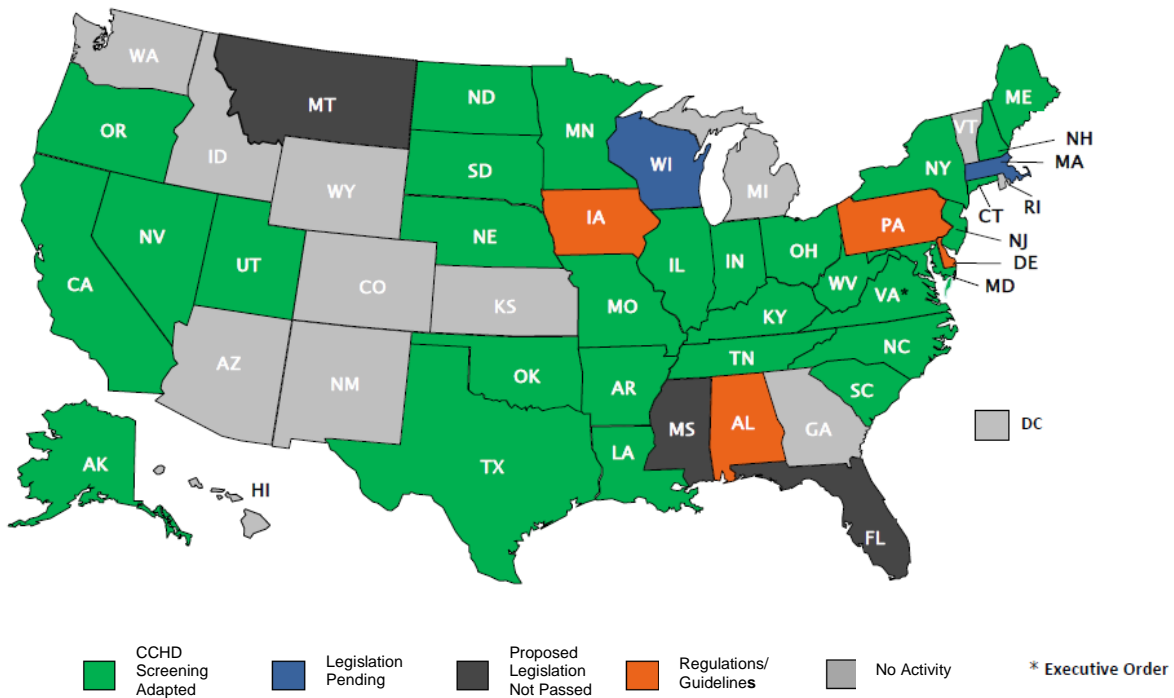 WA
MT
ND
MN
ME
VT
NH
OR
ID
WY
SD
WI
MI
NY
MA
RI
CT
IA
PA
NV
NE
NJ
UT
IL
IN
OH
DE
CA
CO
KS
MO
WV
VA*
MD
KY
AZ
NM
OK
AR
TN
NC
SC
MS
AL
GA
DC
AK
HI
TX
LA
FL
CCHD
Screening
Adapted
Legislation
Pending
Proposed
Legislation
Not Passed
Regulations/
Guidelines
No Activity
* Executive Order